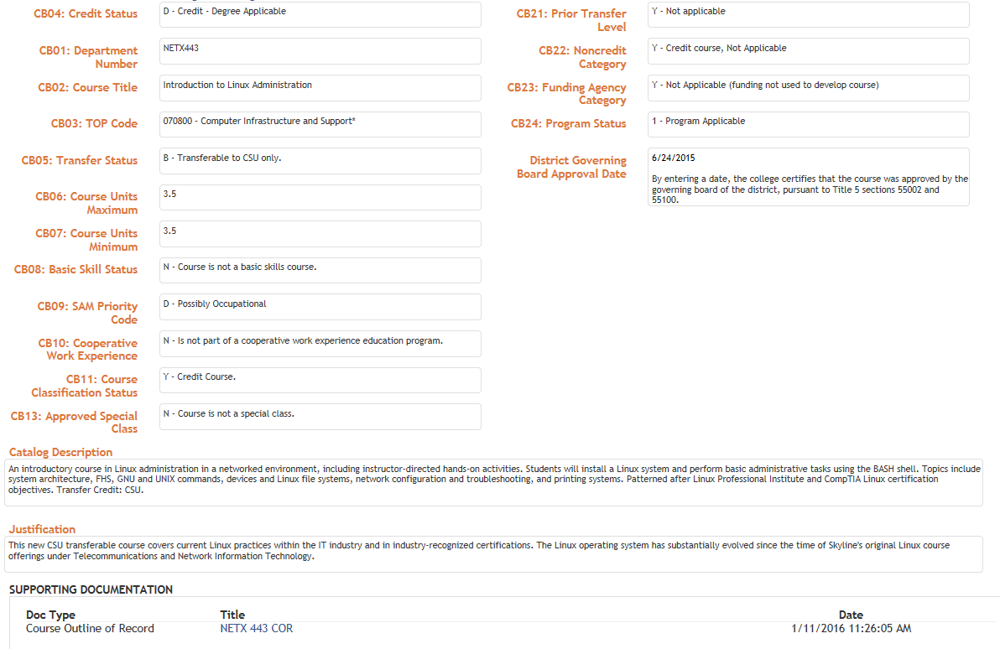 CB04: Credit Status
D - Credit - Degree Applicable
CB01: Department
Number
NETX443
CB02: Course Title
Introduction to Linux Administration
CB03: TOP Code
070800 - Computer Infrastructure and Support*
CB05: Transfer Status
B - Transferable to CSU only.
CB06: Course Units
Maximum
3.5
CB07: Course Units
Minimum
3.5
CB08: Basic Skill Status
N - Course is not a basic skills course.
CB09: SAM Priority
Code
D - Possibly Occupational
CB10: Cooperative
Work Experience
N - Is not part of a cooperative work experience education program.
CB11: Course
Classification Status
Y - Credit Course.
CB13: Approved Special
Class
N - Course is not a special class.
CB21: Prior Transfer
Level
Y - Not applicable
CB22: Noncredit
Category
Y - Credit course, Not Applicable
CB23: Funding Agency
Category
Y - Not Applicable (funding not used to develop course)
CB24: Program Status
1 - Program Applicable
District Governing
Board Approval Date
6/24/2015
By entering a date, the college certifies that the course was approved by the
governing board of the district, pursuant to Title 5 sections 55002 and
55100.
Catalog Description
An introductory course in Linux administration in a networked environment, including instructor-directed hands-on activities. Students will install a Linux system and perform basic administrative tasks using the BASH shell. Topics include
system architecture, FHS, GNU and UNIX commands, devices and Linux file systems, network configuration and troubleshooting, and printing systems. Patterned after Linux Professional Institute and CompTIA Linux certification
objectives. Transfer Credit: CSU.
Justification
This new CSU transferable course covers current Linux practices within the IT industry and in industry-recognized certifications. The Linux operating system has substantially evolved since the time of Skyline's original Linux course
offerings under Telecommunications and Network Information Technology.
SUPPORTING DOCUMENTATION
Doc Type Title Date
Course Outline of Record NETX 443 COR 1/11/2016 11:26:05 AM